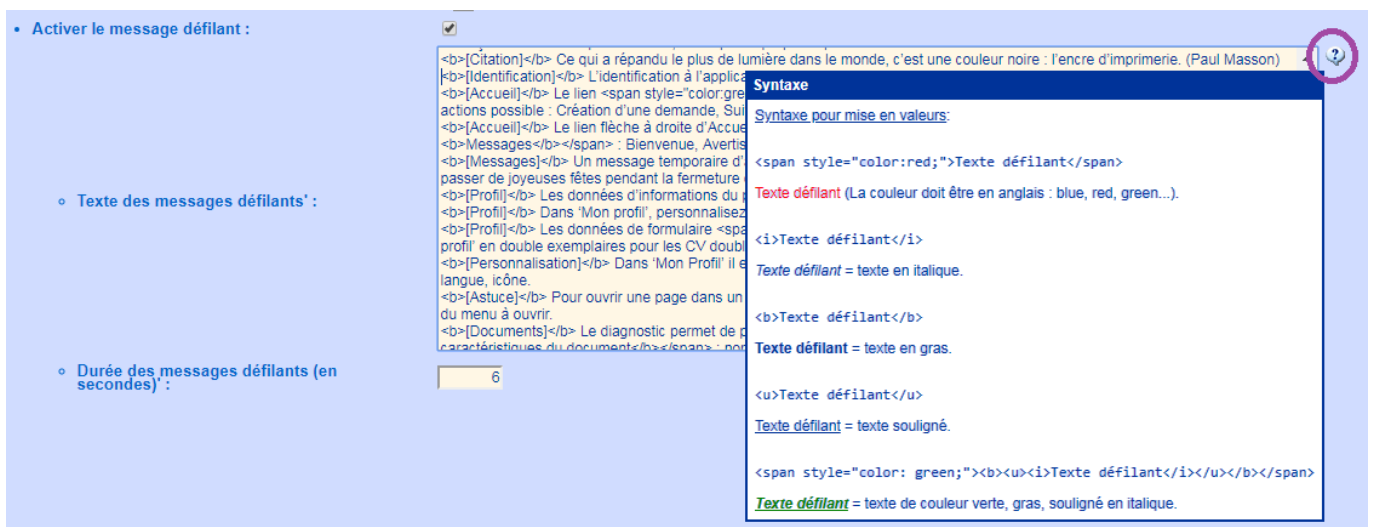 • Activer le message défilant :
<b>[Citation]</b> Ce qui a répandu le plus de lumière dans le monde, c’est une couleur noire : l’encre d’imprimerie. (Paul Masson)
<b>[Identification]</b> L’identification à l’applica
<b>[Accueil]</b> Le lien <span style="color:gre
actions possible : Création d’une demande, Sui
<b>[Accueil]</b> Le lien flèche à droite d’Accue
<b>Messages</b></span> : Bienvenue, Avertis
<b>[Messages]</b> Un message temporaire d’
passer de joyeuses fêtes pendant la fermeture
◦ Texte des messages défilants' :
<b>[Profil]</b> Les données d’informations du p
<b>[Profil]</b> Dans ‘Mon profil’, personnalisez
<b>[Profil]</b> Les données de formulaire <spa
profil’ en double exemplaires pour les CV doubl
<b>[Personnalisation]</b> Dans ‘Mon Profil’ il e
langue, icône.
<b>[Astuce]</b> Pour ouvrir une page dans un
du menu à ouvrir.
<b>[Documents]</b> Le diagnostic permet de p
caractéristiques du document</b></span> : nor
◦ Durée des messages défilants (en
secondes)' :
6
Syntaxe
Syntaxe pour mise en valeurs:
<span style="color:red;">Texte défilant</span>
Texte défilant (La couleur doit être en anglais : blue, red, green...).
<i>Texte défilant</i>
Texte défilant = texte en italique.
<b>Texte défilant</b>
Texte défilant = texte en gras.
<u>Texte défilant</u>
Texte défilant = texte souligné.
<span style="color: green;"><b><u><i>Texte défilant</i></u></b></span>
Texte défilant = texte de couleur verte, gras, souligné en italique.